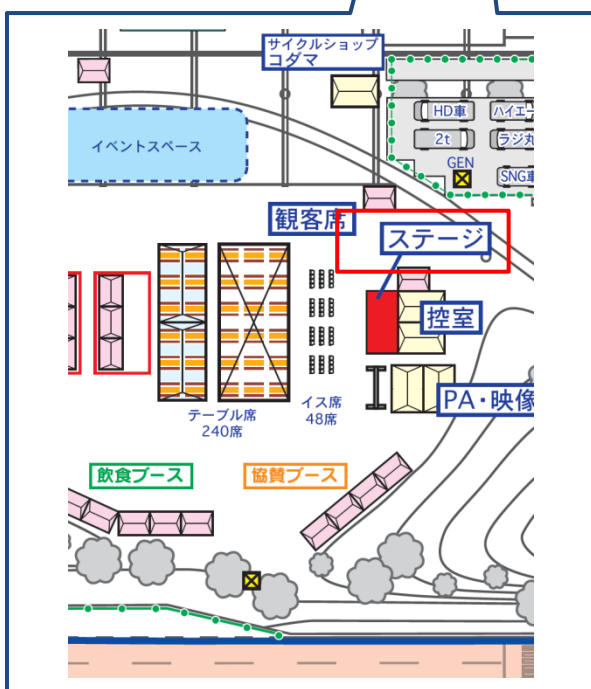 サイクルショップ
コダマ
HD車
ハイエー
2t
ラジ丸
GEN
SNG車
イベントスペース
観客席
ステージ
控室
PA・映像
テーブル席
240席
イス席
48席
飲食ブース
協賛ブース